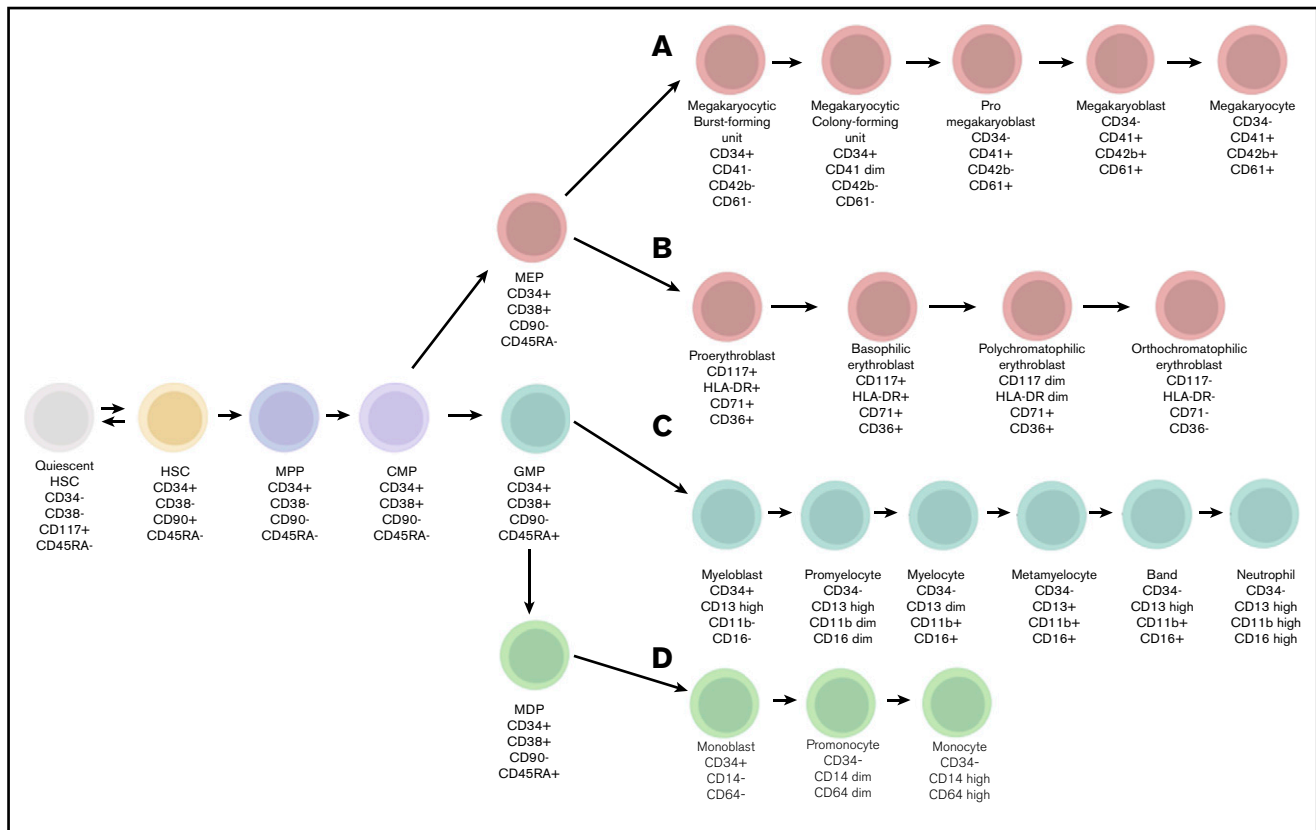 A
Megakaryocytic
Burst-forming
unit
CD34+
CD41-
CD42b-
CD61-
Megakaryocytic
Colony-forming
unit
CD34+
CD41 dim
CD42b-
CD61-
Pro
megakaryoblast
CD34-
CD41+
CD42b-
CD61+
Megakaryoblast
CD34-
CD41+
CD42b+
CD61+
Megakaryocyte
CD34-
CD41+
CD42b+
CD61+
MEP
CD34+
CD38+
CD90-
CD45RA-
B
Proerythroblast
CD117+
HLA-DR+
CD71+
CD36+
Basophilic
erythroblast
CD117+
HLA-DR+
CD71+
CD36+
Polychromatophilic
erythroblast
CD117 dim
HLA-DR dim
CD71+
CD36+
Orthochromatophilic
erythroblast
CD117-
HLA-DR-
CD71-
CD36-
Quiescent
HSC
CD34-
CD38-
CD117+
CD45RA-
HSC
CD34+
CD38-
CD90+
CD45RA-
MPP
CD34+
CD38-
CD90-
CD45RA-
CMP
CD34+
CD38+
CD90-
CD45RA-
GMP
CD34+
CD38+
CD90-
CD45RA+
C
Myeloblast
CD34+
CD13 high
CD11b-
CD16-
Promyelocyte
CD34-
CD13 high
CD11b dim
CD16 dim
Myelocyte
CD34-
CD13 dim
CD11b+
CD16+
Metamyelocyte
CD34-
CD13+
CD11b+
CD16+
Band
CD34-
CD13 high
CD11b+
CD16+
Neutrophil
CD34-
CD13 high
CD11b high
CD16 high
MDP
CD34+
CD38+
CD90-
CD45RA+
D
Monoblast
CD34+
CD14-
CD64-
Promonocyte
CD34-
CD14 dim
CD64 dim
Monocyte
CD34-
CD14 high
CD64 high